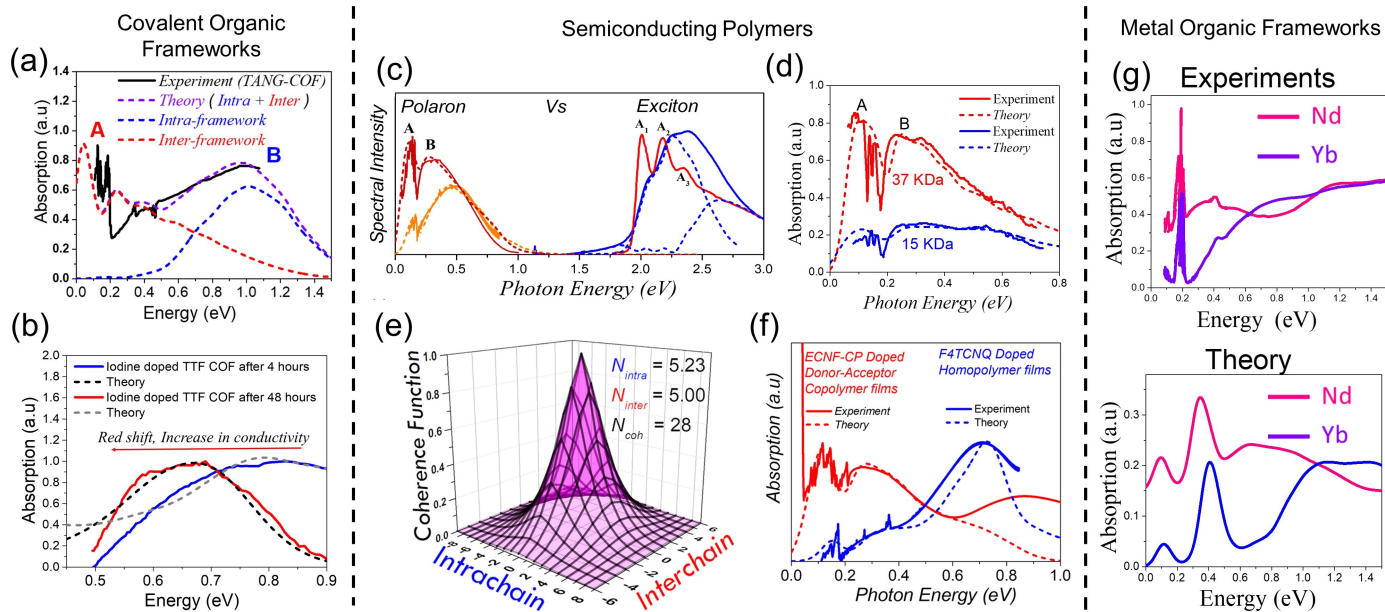 Covalent Organic
Frameworks
Semiconducting Polymers
Metal Organic Frameworks
(a)
Absorption (a.u)
1.4
1.2
1.0
0.8
0.6
0.4
0.2
0.0
Experiment (TANG-COF)
Theory ( Intra + Inter )
Intra-framework
Inter-framework
A
B
0.0 0.2 0.4 0.6 0.8 1.0 1.2 1.4
Energy (eV)
(b)
Absorption (a.u)
2.0
1.8
1.6
1.4
1.2
1.0
0.8
0.6
0.4
0.2
0.0
Iodine doped TTF COF after 4 hours
Theory
Iodine doped TTF COF after 48 hours
Theory
Red shift, Increase in conductivity
0.5 0.6 0.7 0.8 0.9
Energy (eV)
(c)
Spectral Intensity
Polaron Vs Exciton
A
B
A1 A2
A3
0.0 0.5 1.0 1.5 2.0 2.5 3.0
Photon Energy (eV)
(d)
Absorption (a.u)
1.0
0.8
0.6
0.4
0.2
0.0
A
B
Experiment
Theory
Experiment
Theory
37 KDa
15 KDa
0.0 0.2 0.4 0.6 0.8
Photon Energy (eV)
(e)
Coherence Function
1.0
0.8
0.6
0.4
0.2
0.0
Nintra = 5.23
Ninter = 5.00
Ncoh = 28
Intrachain
Interchain
-6 -4 -2 0 2 4 6
(f)
Absorption (a.u)
ECNF-CP Doped
Donor-Acceptor
Copolymer films
Experiment
Theory
F4TCNQ Doped
Homopolymer films
Experiment
Theory
0.0 0.2 0.4 0.6 0.8 1.0
Photon Energy (eV)
(g)
Experiments
Absorption (a.u)
1.0
0.8
0.6
0.4
0.2
0.0
Nd
Yb
0.0 0.2 0.4 0.6 0.8 1.0 1.2 1.4
Energy (eV)
Theory
Absorption (a.u)
0.3
0.2
0.1
0.0
Nd
Yb
0.0 0.2 0.4 0.6 0.8 1.0 1.2 1.4
Energy (eV)